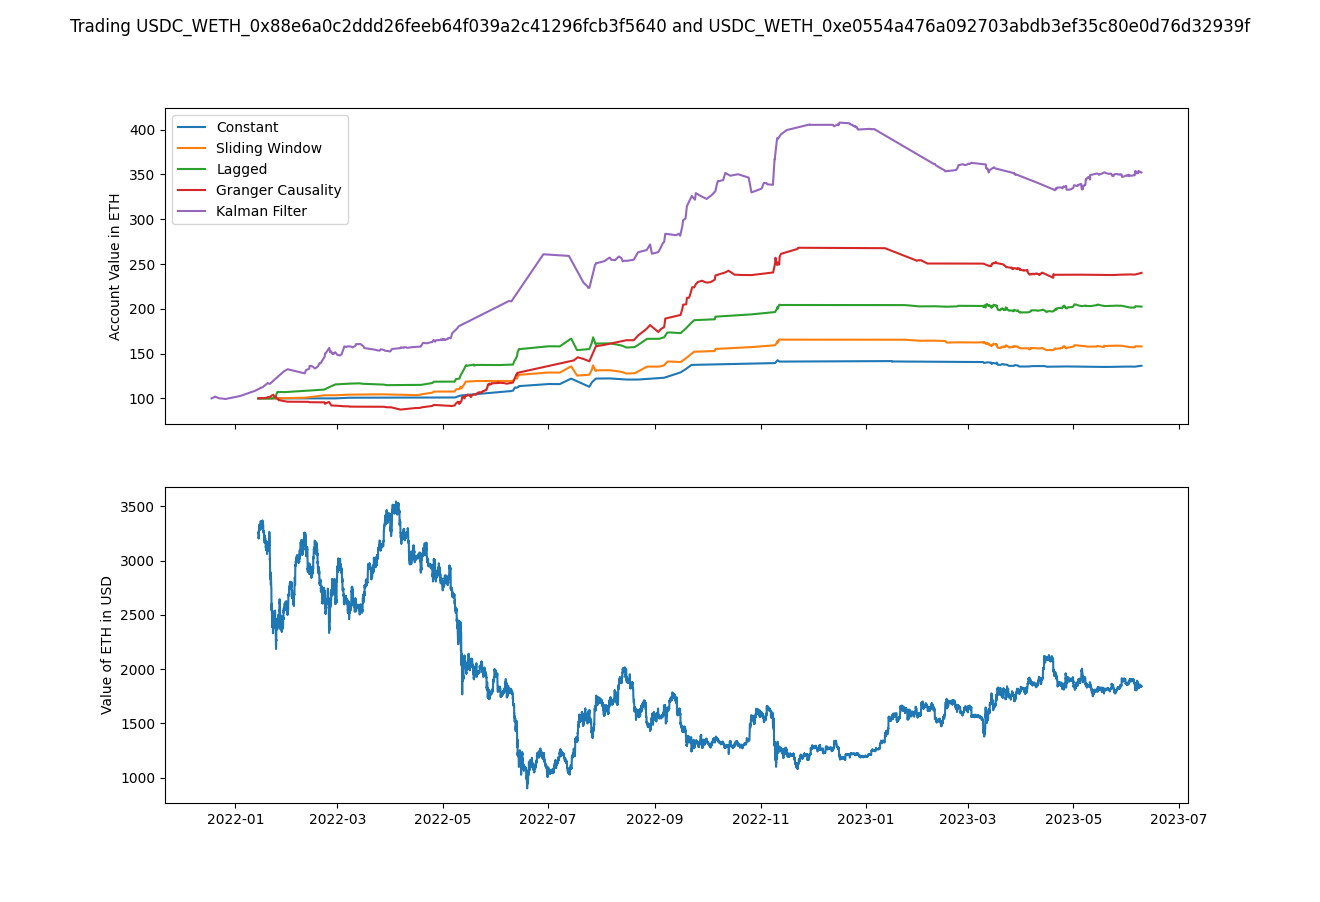 Trading USDC_WETH_0x88e6a0c2ddd26feeb64f039a2c41296fcb3f5640 and USDC_WETH_0xe0554a476a092703abdb3ef35c80e0d76d32939f
Account Value in ETH
400
350
300
250
200
150
100
Constant
Sliding Window
Lagged
Granger Causality
Kalman Filter
Value of ETH in USD
3500
3000
2500
2000
1500
1000
2022-01 2022-03 2022-05 2022-07 2022-09 2022-11 2023-01 2023-03 2023-05 2023-07